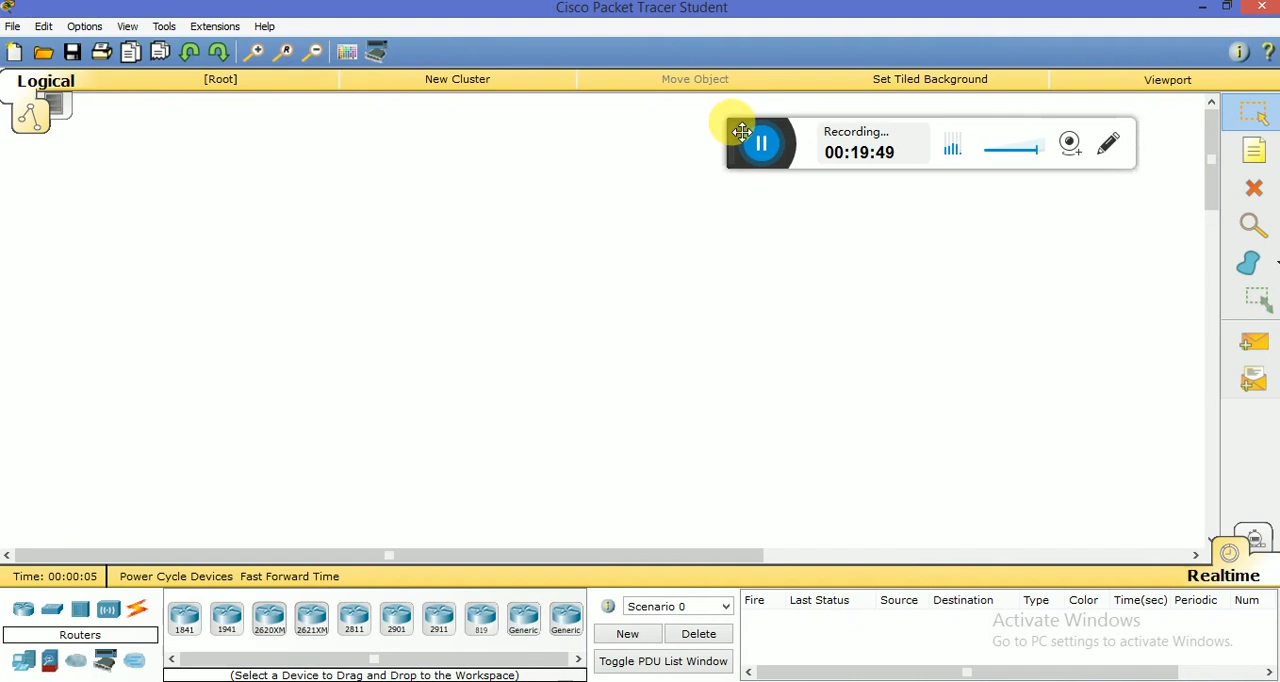 Cisco Packet Tracer Student
File Edit Options View Tools Extensions Help
Logical [Root] New Cluster Move Object Set Tiled Background Viewport
Recording...
00:19:49
Time: 00:00:05 Power Cycle Devices Fast Forward Time Realtime
Routers
1841 1941 2620XM 2621XM 2811 2901 2911 819 Generic Generic
(Select a Device to Drag and Drop to the Workspace)
Scenario 0
New Delete
Toggle PDU List Window
Fire Last Status Source Destination Type Color Time(sec) Periodic Num
Activate Windows
Go to PC settings to activate Windows.